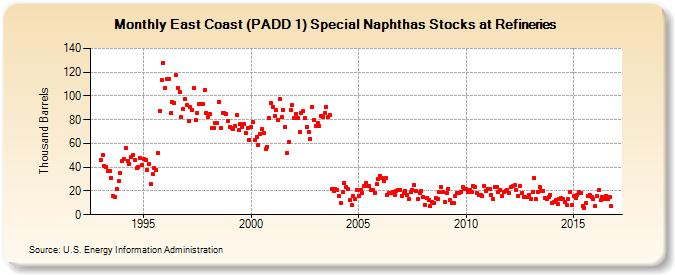 Monthly East Coast (PADD 1) Special Naphthas Stocks at Refineries
Thousand Barrels
140
120
100
80
60
40
20
0
1995 2000 2005 2010 2015
Source: U.S. Energy Information Administration